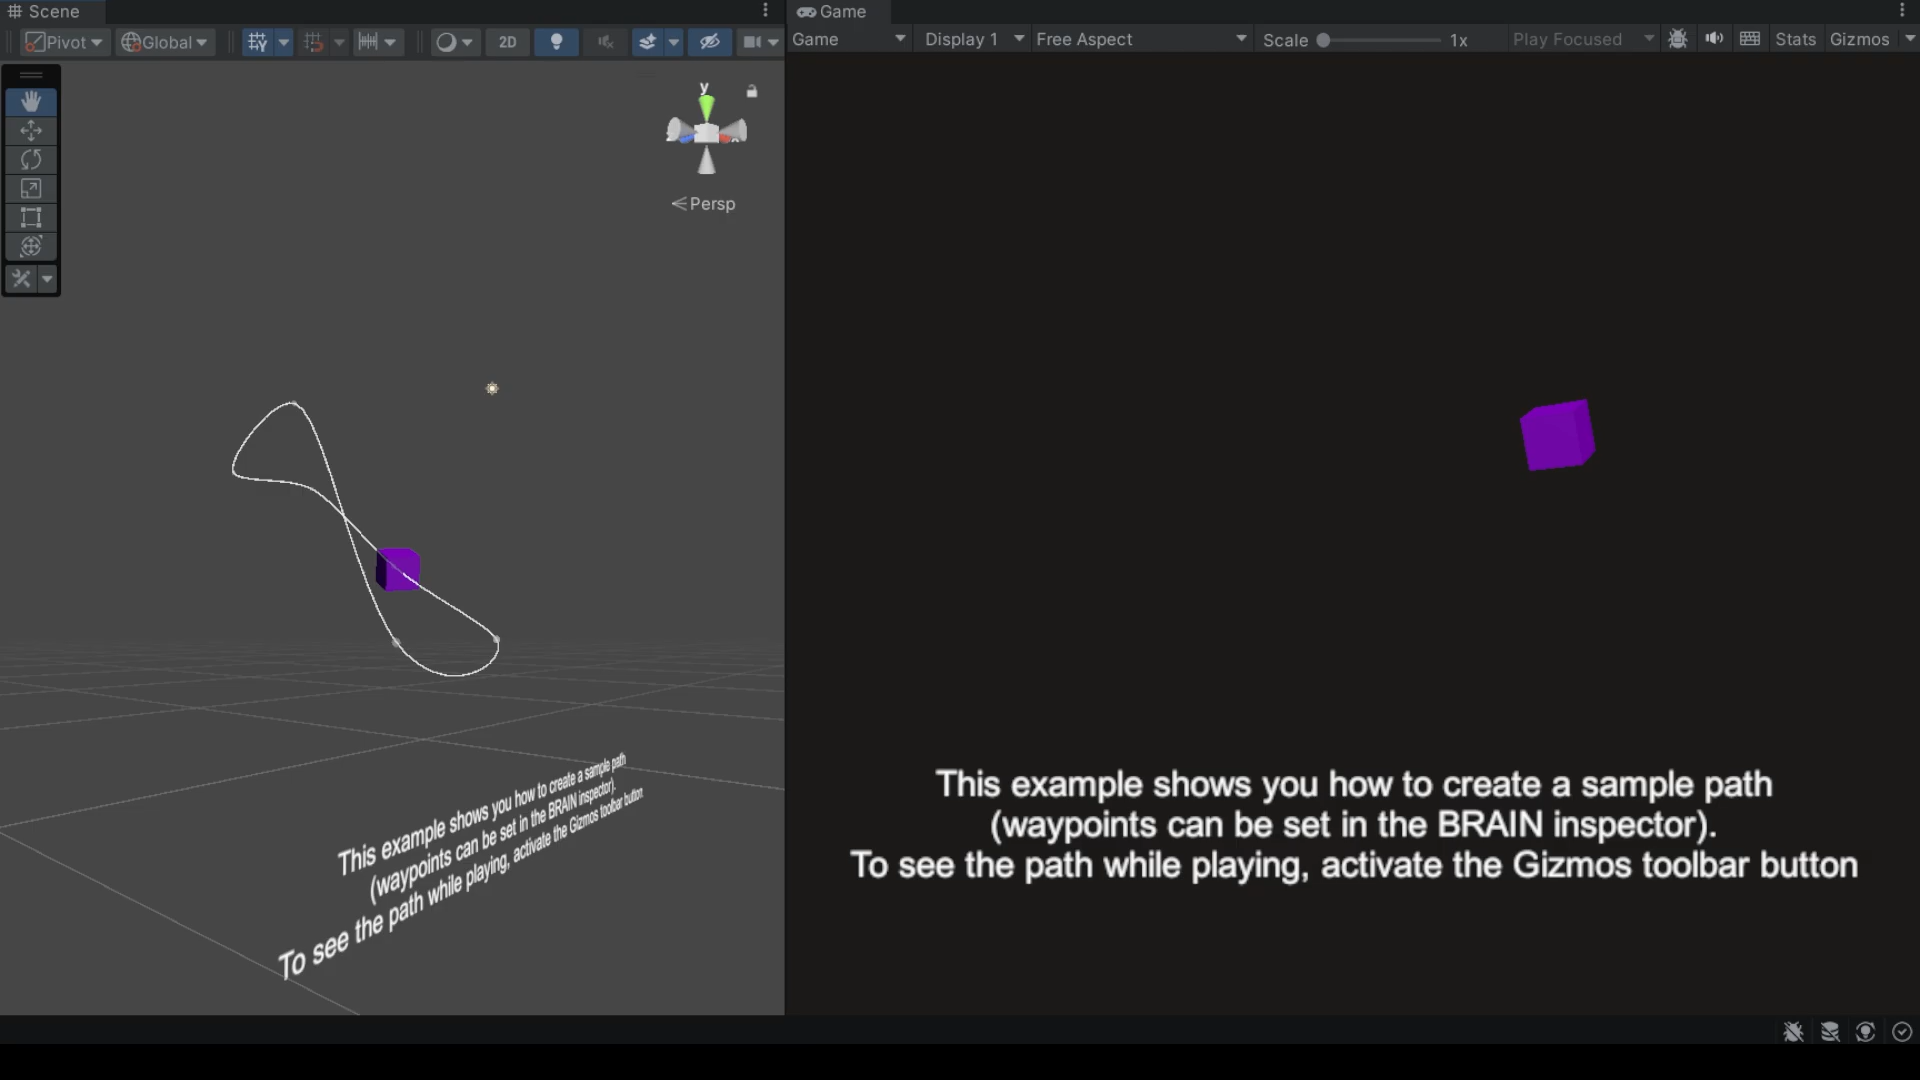 Scene
Pivot
Global
2D
y
Persp
This example shows you how to create a sample path
(waypoints can be set in the BRAIN inspector).
To see the path while playing, activate the Gizmos toolbar button
Game
Game
Display 1
Free Aspect
Scale
1x
Play Focused
Stats
Gizmos
This example shows you how to create a sample path
(waypoints can be set in the BRAIN inspector).
To see the path while playing, activate the Gizmos toolbar button